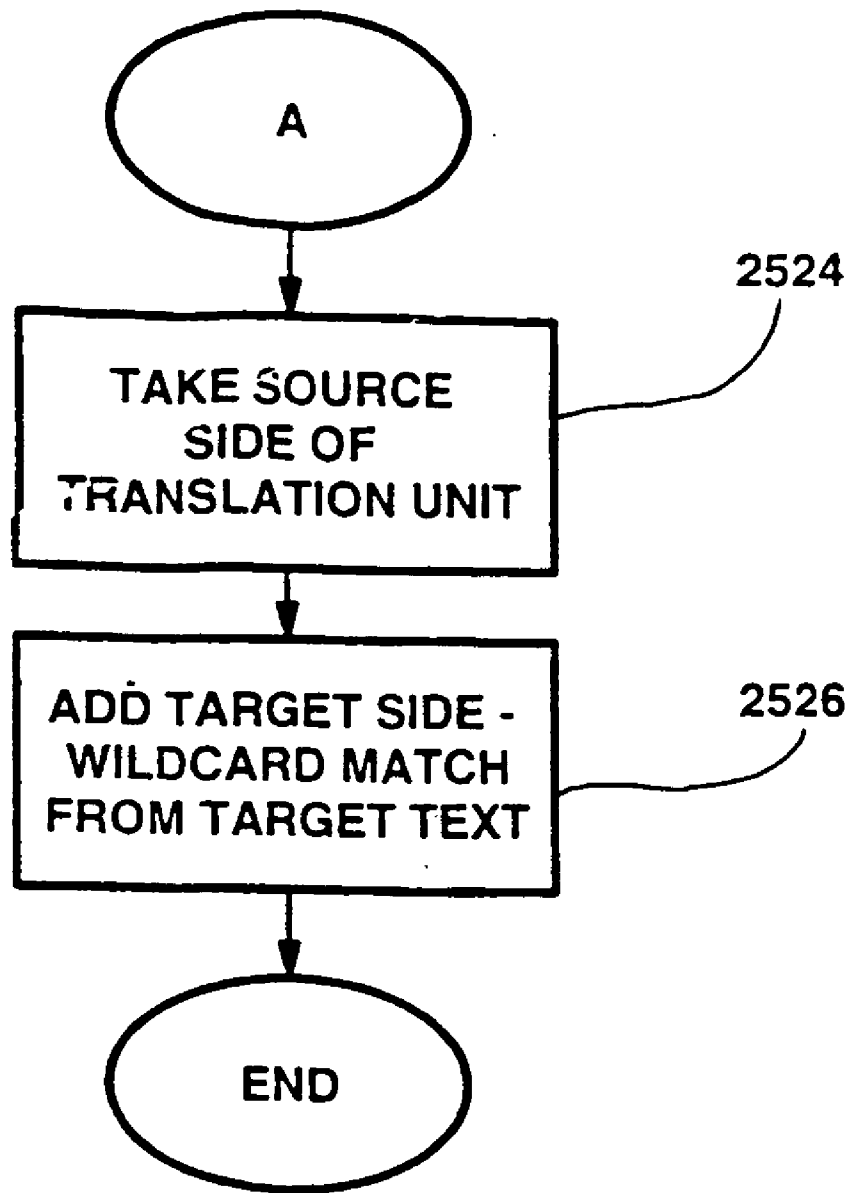 A
2524
TAKE SOURCE
SIDE OF
TRANSLATION UNIT
2526
ADD TARGET SIDE -
WILDCARD MATCH
FROM TARGET TEXT
END